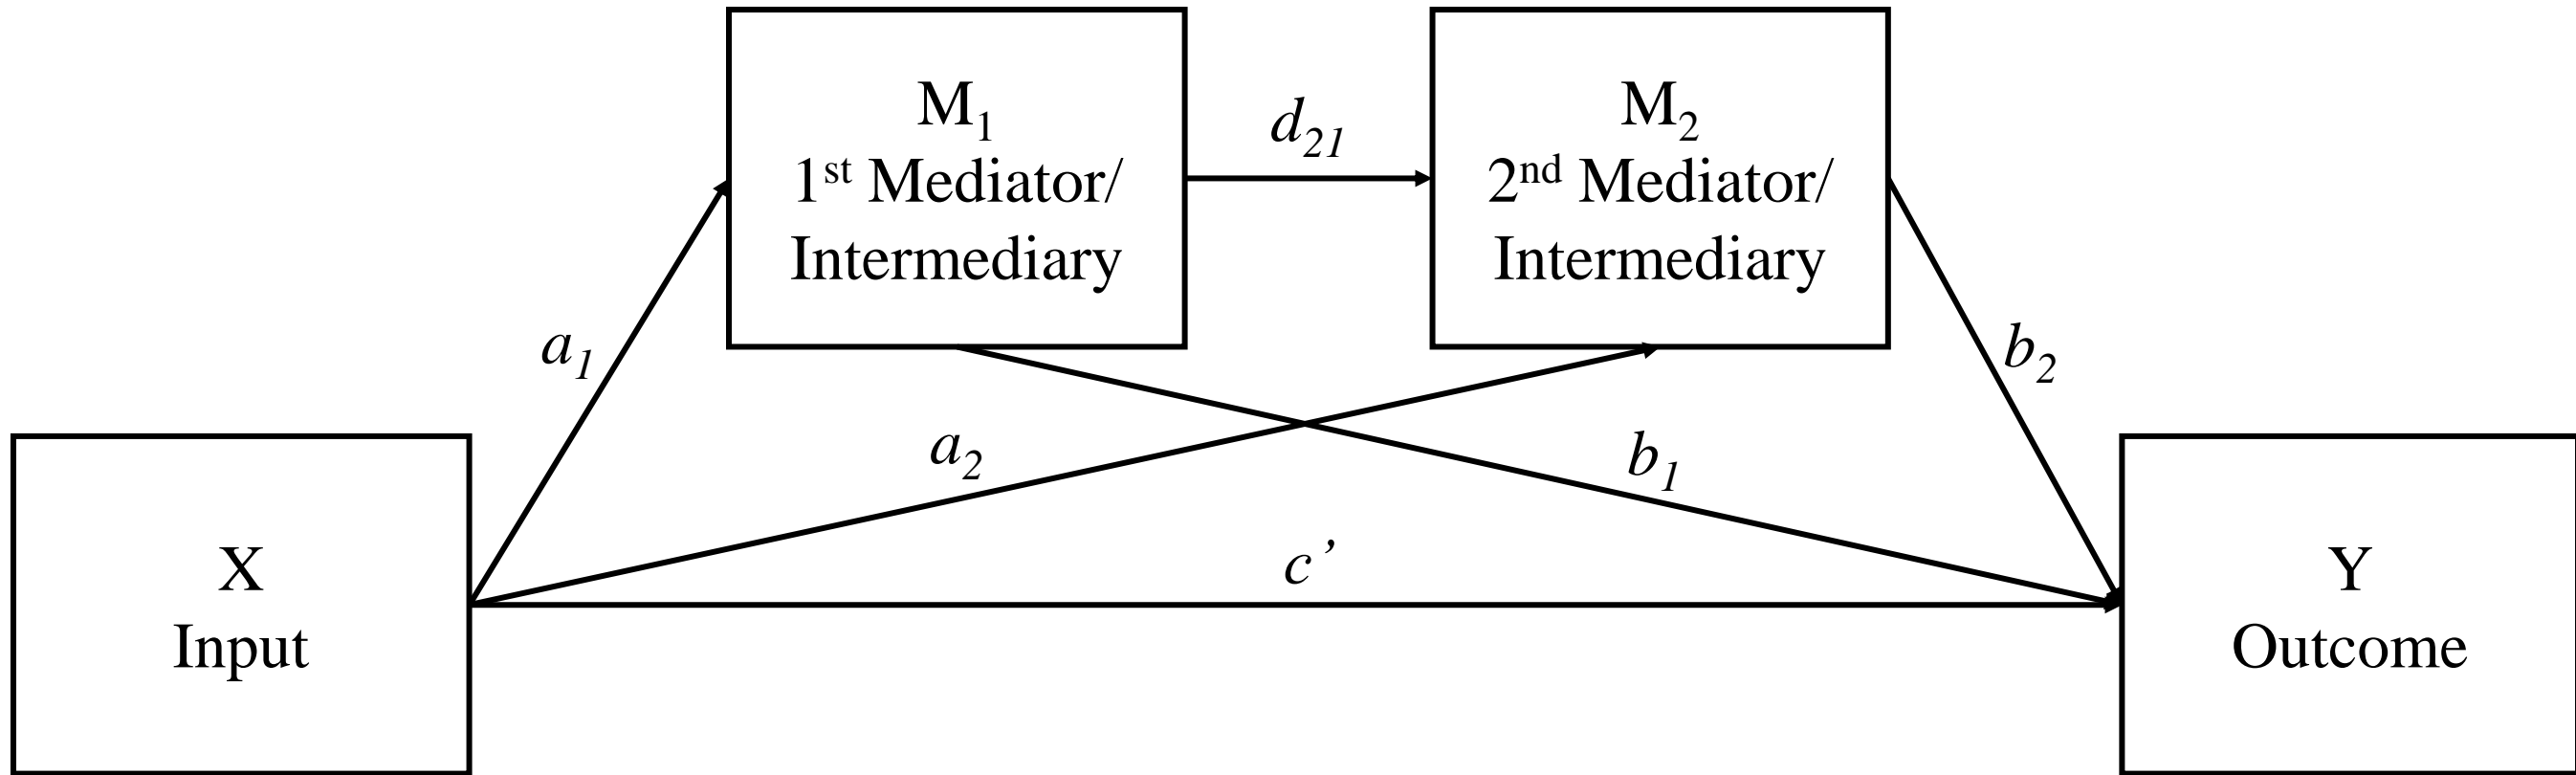 M₁
1ˢᵗ Mediator/
Intermediary
d₂₁
M₂
2ⁿᵈ Mediator/
Intermediary
a₁
b₂
a₂
b₁
c’
X
Input
Y
Outcome